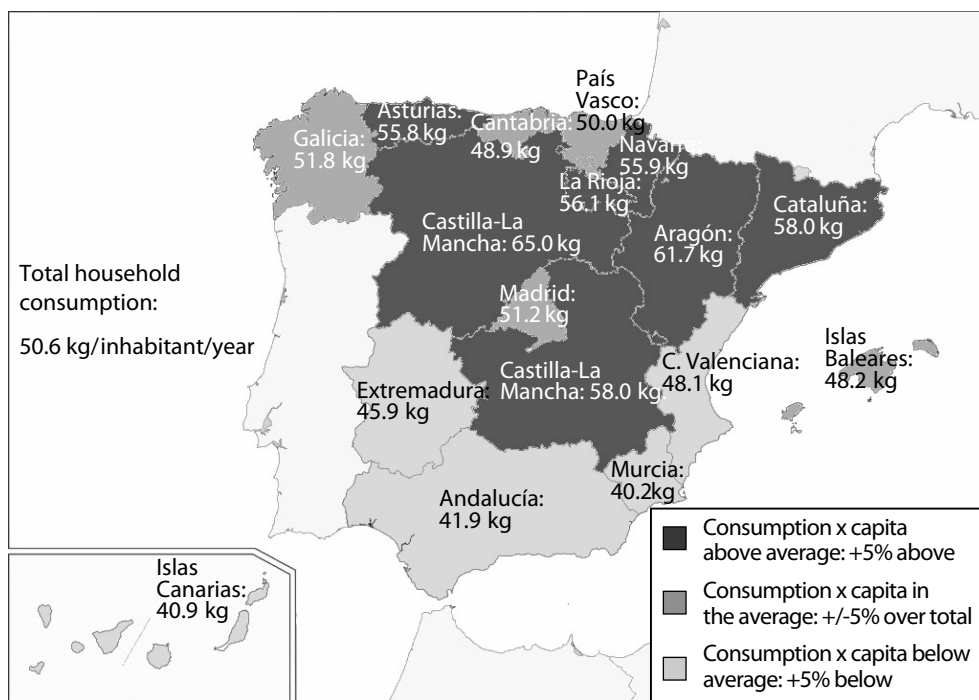 País
Vasco:
50.0 kg
Asturias:
55.8 kg
Cantabria:
48.9 kg
Galicia:
51.8 kg
Navarra:
55.9 kg
La Rioja:
56.1 kg
Cataluña:
58.0 kg
Castilla-La
Mancha: 65.0 kg
Aragón:
61.7 kg
Total household
consumption:
50.6 kg/inhabitant/year
Madrid:
51.2 kg
Islas
Baleares:
48.2 kg
C. Valenciana:
48.1 kg
Castilla-La
Mancha: 58.0 kg.
Extremadura:
45.9 kg
Murcia:
40.2kg
Andalucía:
41.9 kg
Islas
Canarias:
40.9 kg
Consumption x capita
above average: +5% above
Consumption x capita in
the average: +/-5% over total
Consumption x capita below
average: +5% below